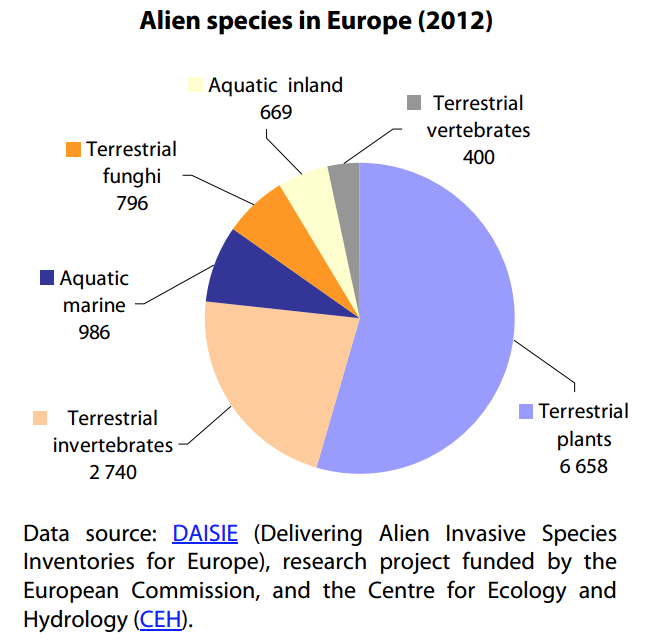 Alien species in Europe (2012)
Aquatic inland
669
Terrestrial
vertebrates
400
Terrestrial
funghi
796
Aquatic
marine
986
Terrestrial
invertebrates
2 740
Terrestrial
plants
6 658
Data source: DAISIE (Delivering Alien Invasive Species
Inventories for Europe), research project funded by the
European Commission, and the Centre for Ecology and
Hydrology (CEH).